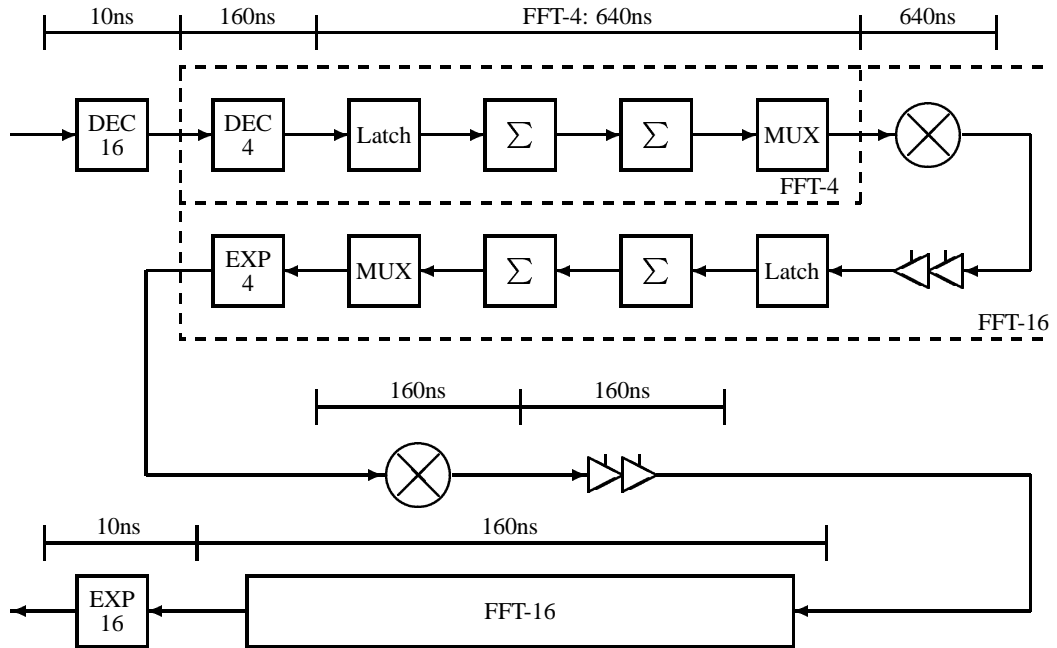 10ns 160ns FFT-4: 640ns 640ns
DEC 16
DEC 4
Latch
Σ
Σ
MUX
FFT-4
EXP 4
MUX
Σ
Σ
Latch
FFT-16
160ns 160ns
10ns 160ns
EXP 16
FFT-16